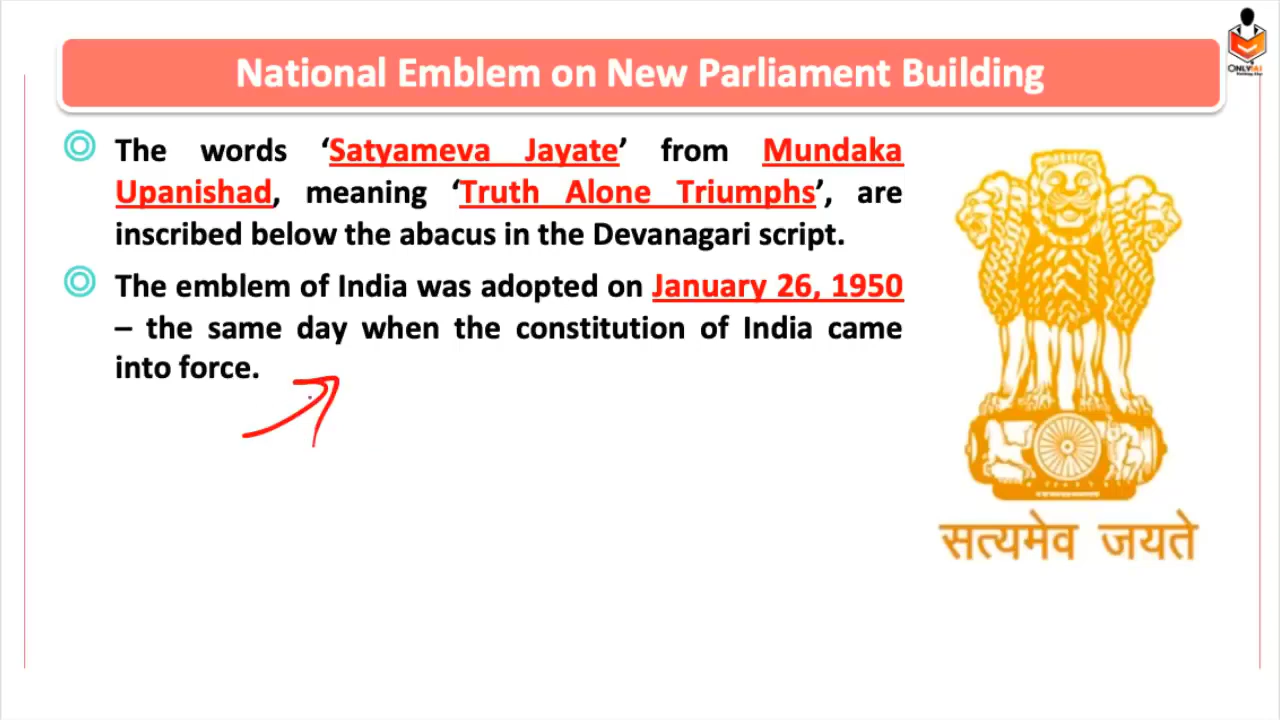 National Emblem on New Parliament Building
The words ‘Satyameva Jayate’ from Mundaka
Upanishad, meaning ‘Truth Alone Triumphs’, are
inscribed below the abacus in the Devanagari script.
The emblem of India was adopted on January 26, 1950
– the same day when the constitution of India came
into force.
सत्यमेव जयते